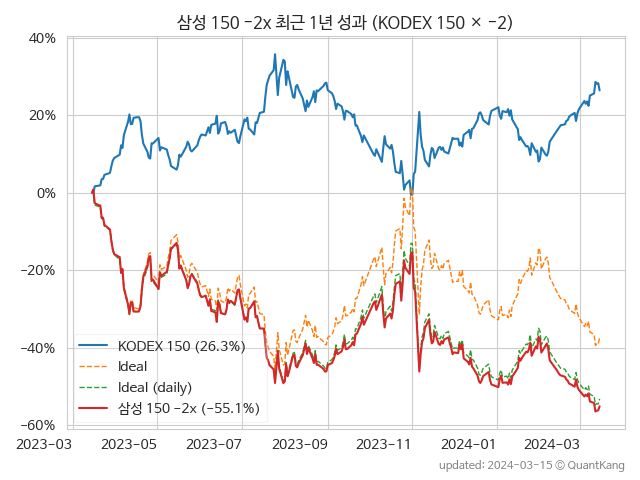 삼성 150 −2x 최근 1년 성과 (KODEX 150 × −2)
40%
20%
0%
−20%
−40%
−60%
KODEX 150 (26.3%)
Ideal
Ideal (daily)
삼성 150 −2x (−55.1%)
2023-03
2023-05
2023-07
2023-09
2023-11
2024-01
2024-03
updated: 2024-03-15 © QuantKang